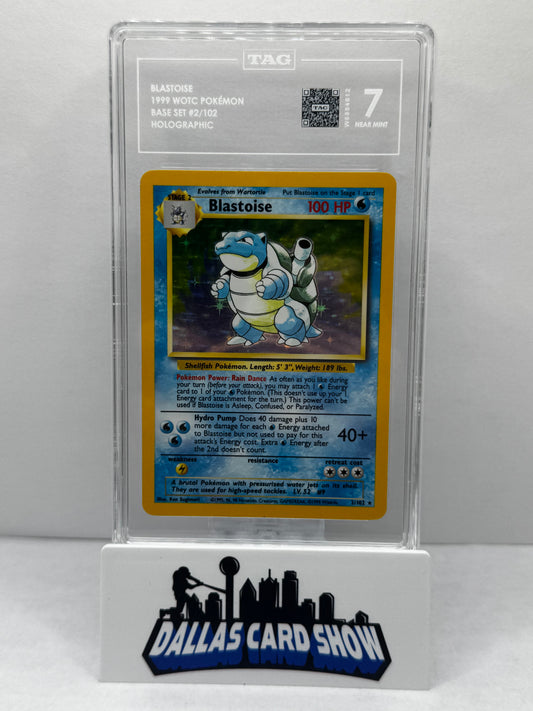 TAG
BLASTOISE
1999 WOTC POKÉMON
BASE SET #2/102
HOLOGRAPHIC
TAG
7
NEAR MINT
STAGE 2
Evolves from Wartortle
Put Blastoise on the Stage 1 card
Blastoise
100 HP
Shellfish Pokémon. Length: 5' 3", Weight: 189 lbs.
Pokémon Power: Rain Dance As often as you like during
your turn (before your attack), you may attach 1 Energy
card to 1 of your Pokémon. (This doesn't use up your 1
Energy card attachment for the turn.) This power can't be
used if Blastoise is Asleep, Confused, or Paralyzed.
Hydro Pump Does 40 damage plus 10
more damage for each Energy attached
to Blastoise but not used to pay for this
attack's Energy cost. Extra Energy after
the 2nd doesn't count.
40+
weakness
resistance
retreat cost
A brutal Pokémon with pressurized water jets on its shell.
They are used for high-speed tackles. LV. 52 #9
Illus. Ken Sugimori
2/102
DALLAS CARD SHOW